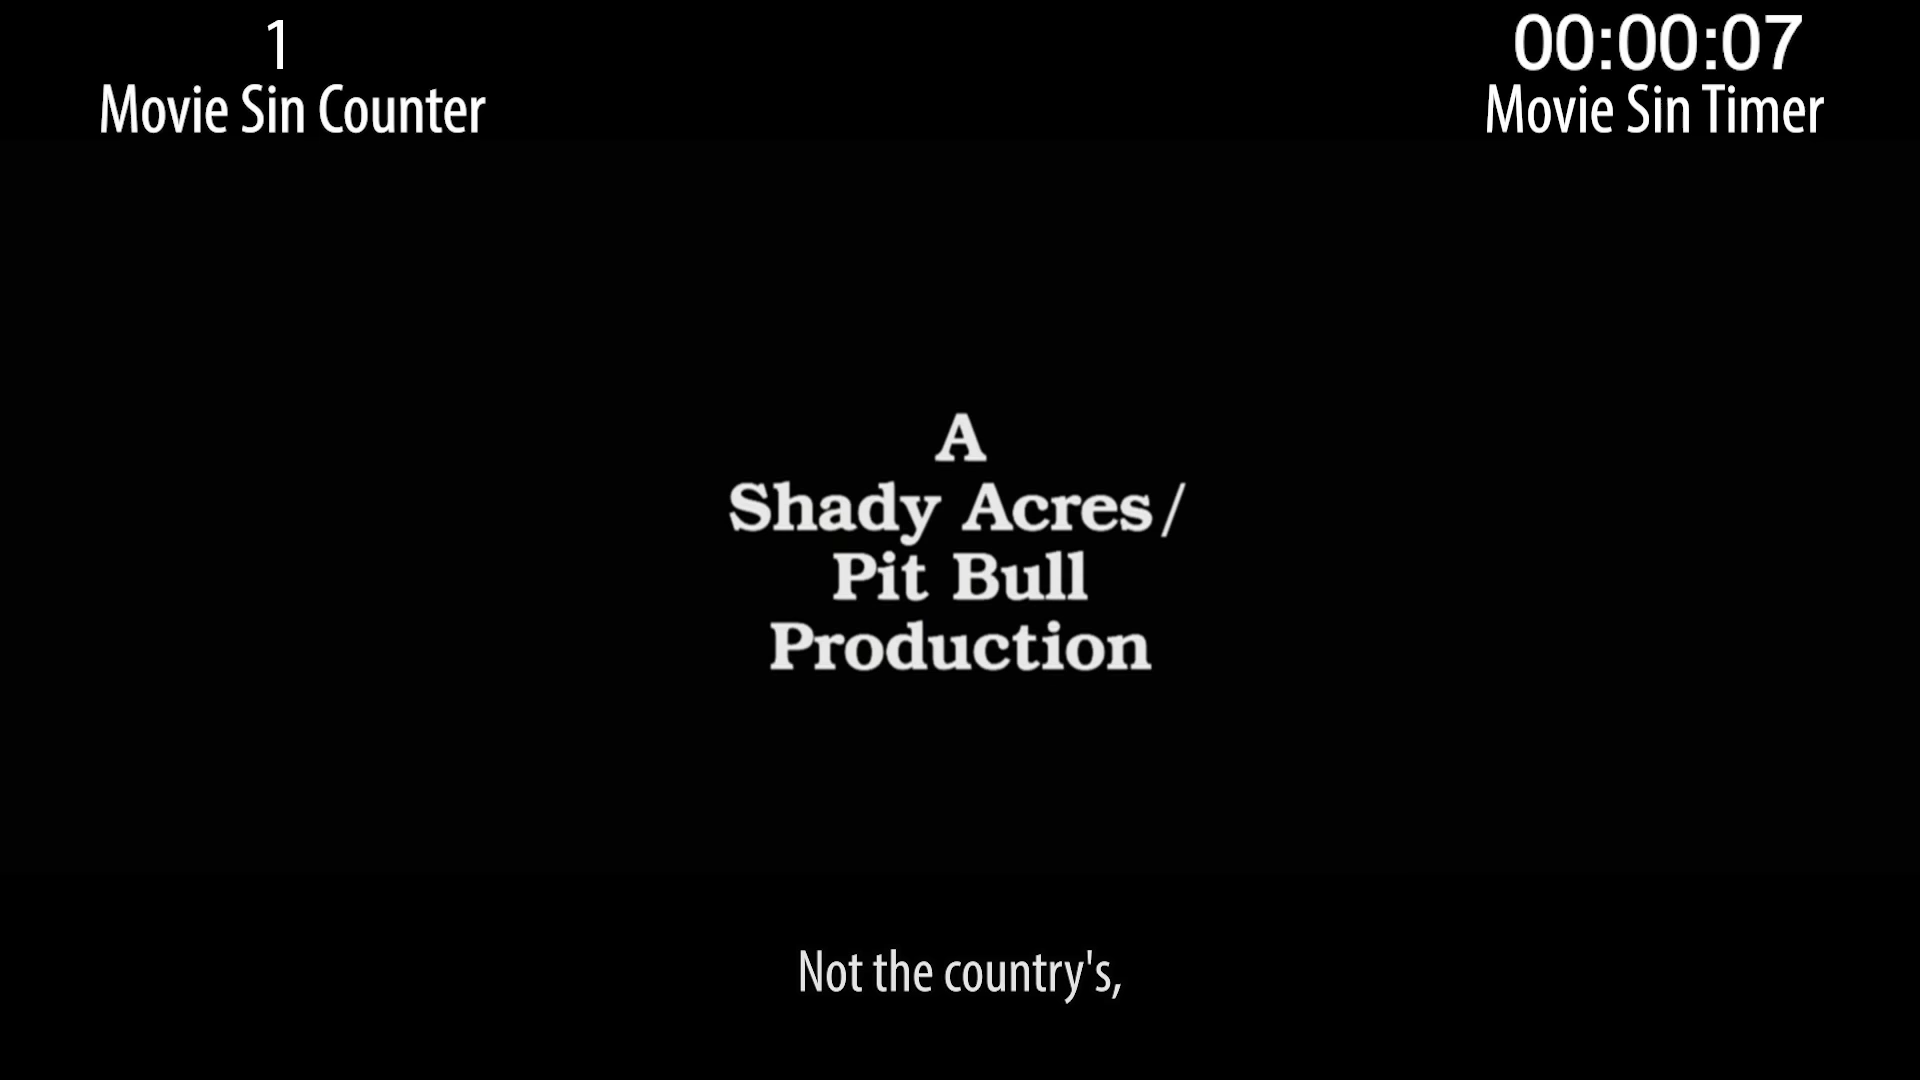 1
Movie Sin Counter
00:00:07
Movie Sin Timer
A
Shady Acres/
Pit Bull
Production
Not the country's,